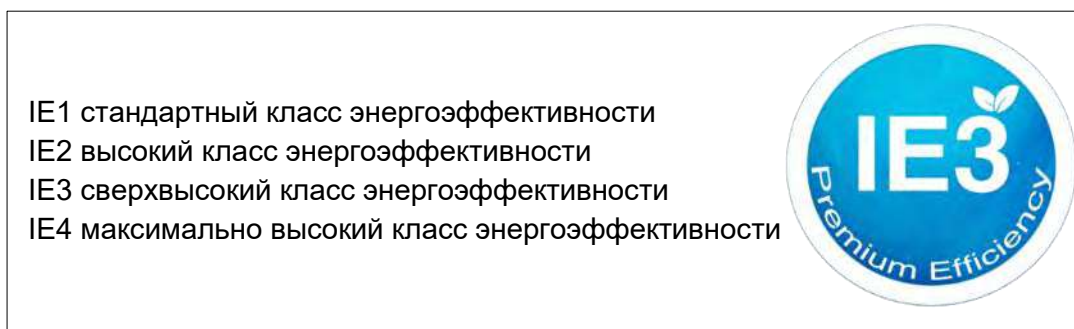 IE1 стандартный класс энергоэффективности
IE2 высокий класс энергоэффективности
IE3 сверхвысокий класс энергоэффективности
IE4 максимально высокий класс энергоэффективности
IE3
Premium Efficiency